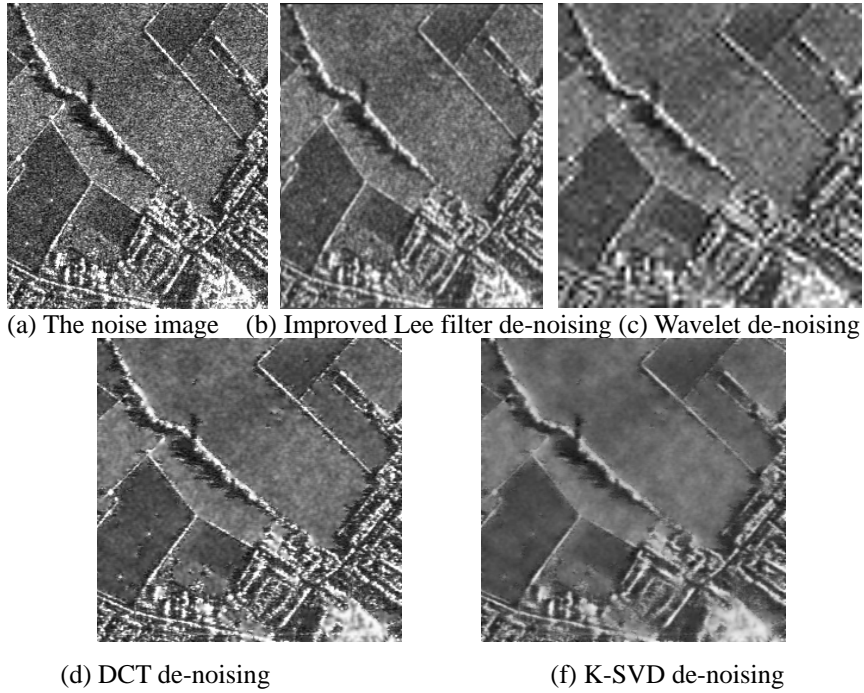 (a) The noise image (b) Improved Lee filter de-noising (c) Wavelet de-noising
(d) DCT de-noising (f) K-SVD de-noising